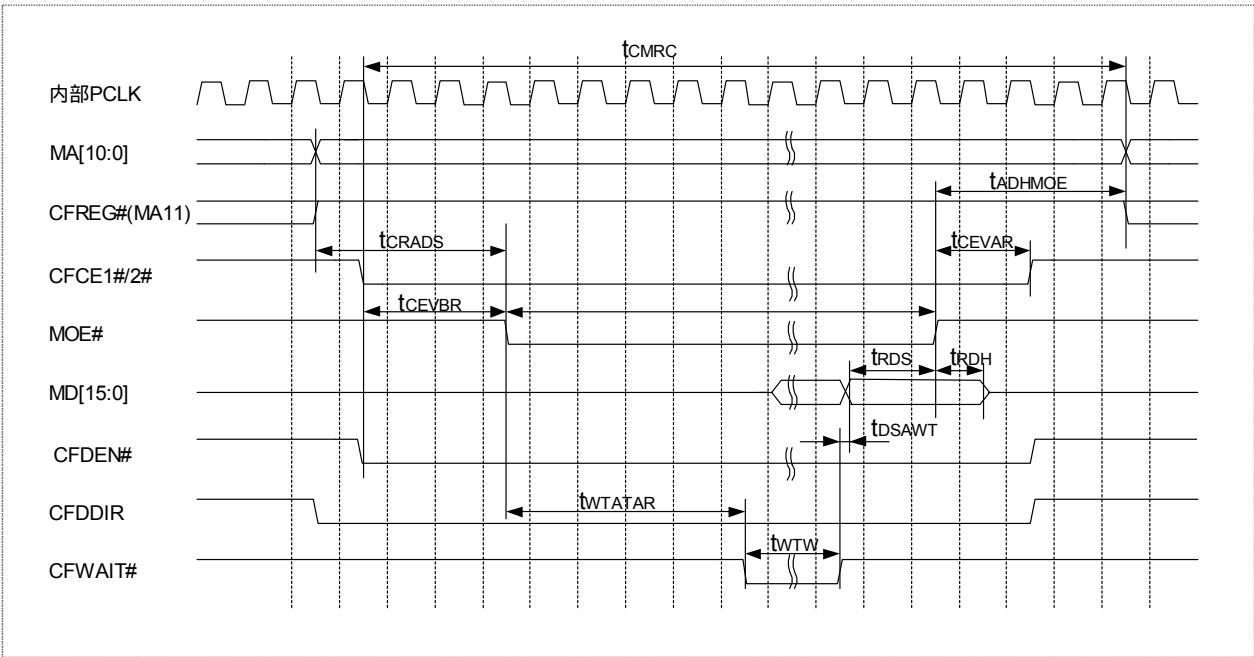 tCMRC
内部PCLK
MA[10:0]
tADHMOE
CFREG#(MA11)
tCRADS
tCEVAR
CFCE1#/2#
tCEVBR
MOE#
tRDS
tRDH
MD[15:0]
tDSAWT
CFDEN#
tWTATAR
CFDDIR
tWTW
CFWAIT#